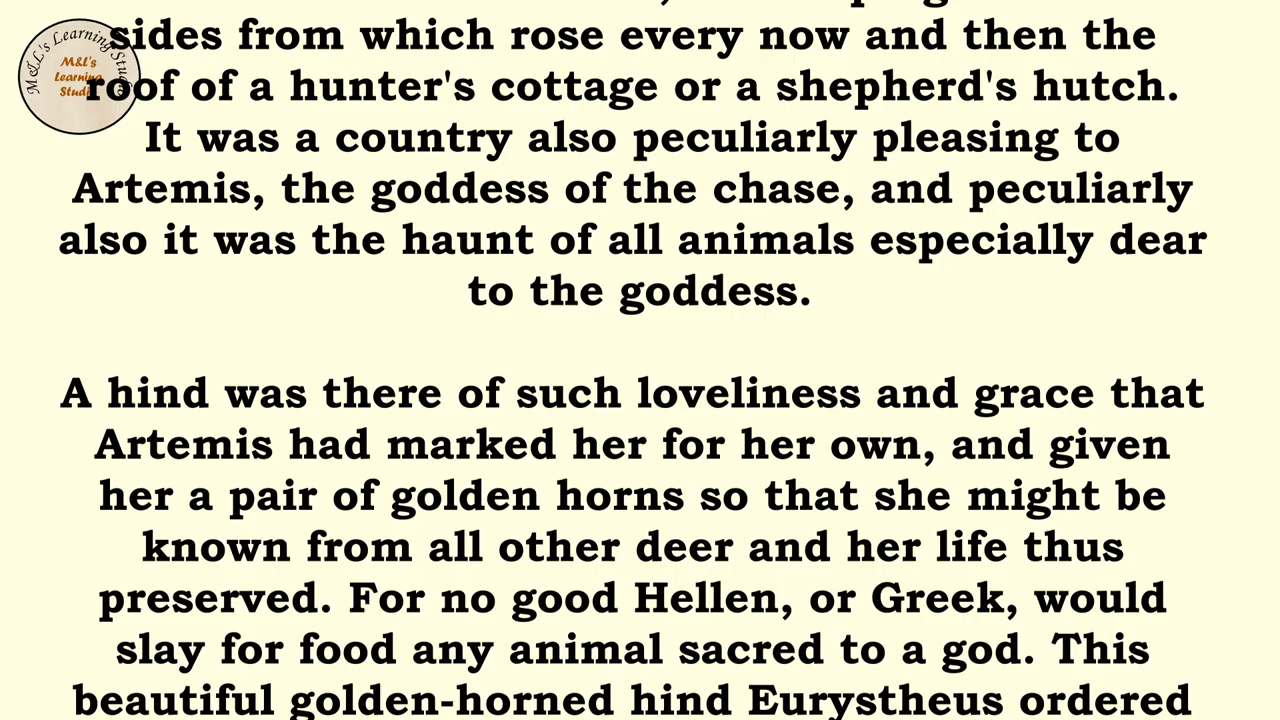 sides from which rose every now and then the
roof of a hunter's cottage or a shepherd's hutch.
It was a country also peculiarly pleasing to
Artemis, the goddess of the chase, and peculiarly
also it was the haunt of all animals especially dear
to the goddess.
A hind was there of such loveliness and grace that
Artemis had marked her for her own, and given
her a pair of golden horns so that she might be
known from all other deer and her life thus
preserved. For no good Hellen, or Greek, would
slay for food any animal sacred to a god. This
beautiful golden-horned hind Eurystheus ordered
M&L's Learning Studio
M&L's
Learning
Studio